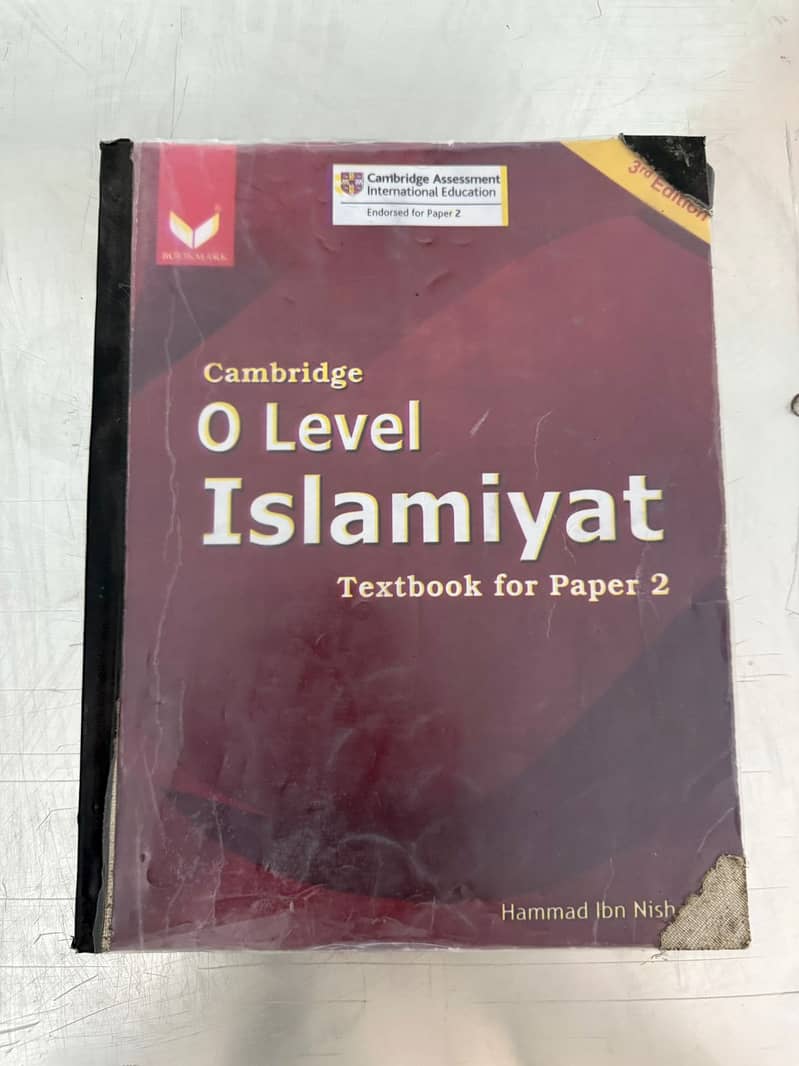 BOOKMARK
Cambridge Assessment
International Education
Endorsed for Paper 2
3rd Edition
Cambridge
O Level
Islamiyat
Textbook for Paper 2
Hammad Ibn Nish